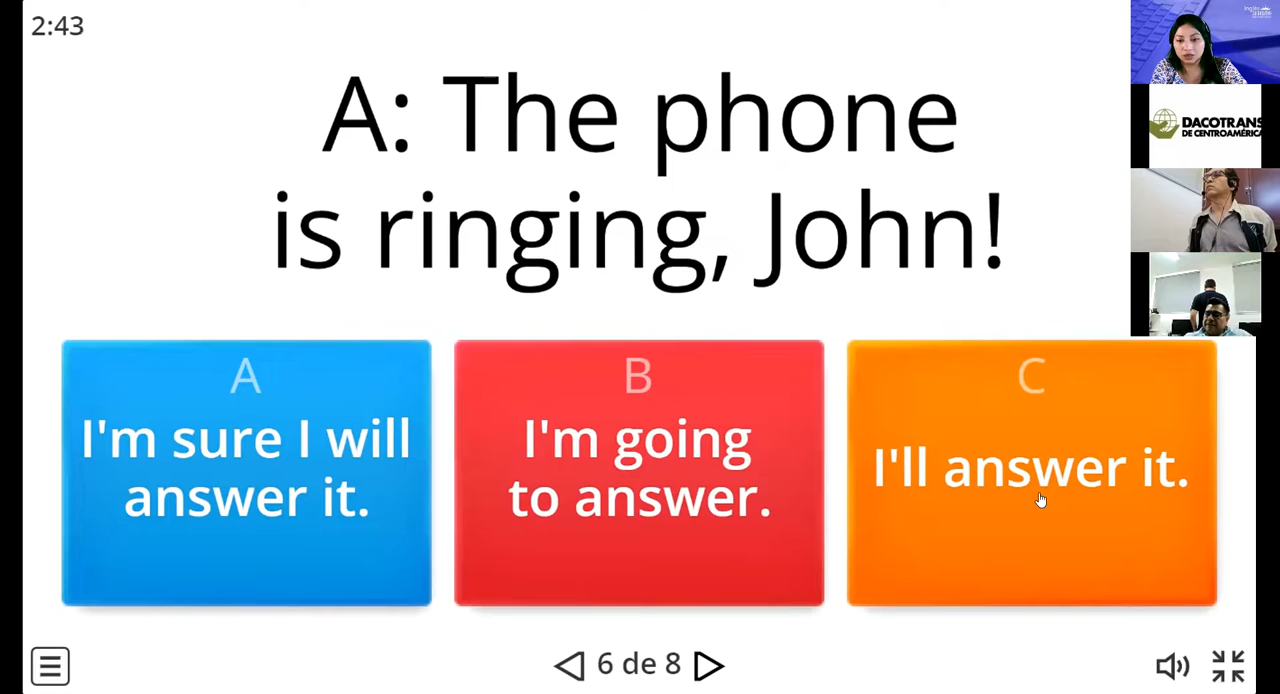 2:43
A: The phone
is ringing, John!
A
I'm sure I will
answer it.
B
I'm going
to answer.
C
I'll answer it.
6 de 8
DACOTRANS
DE CENTROAMÉRICA